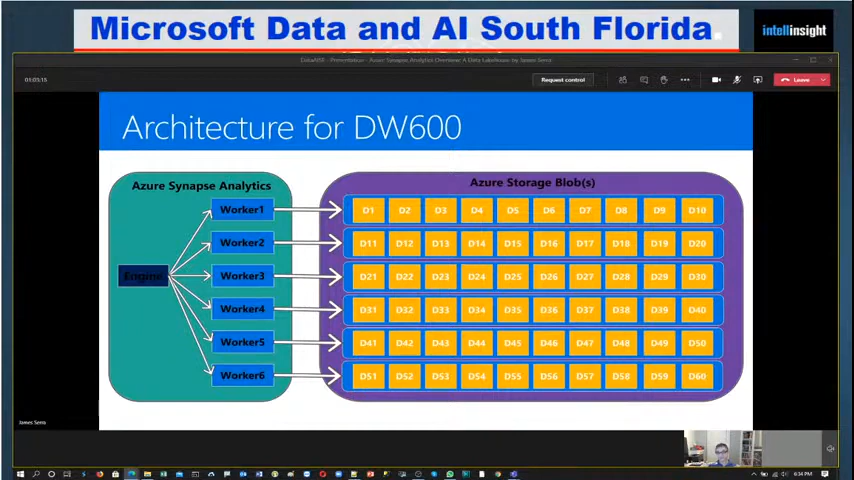 Microsoft Data and AI South Florida.
intellinsight
01:05:15
Request control
Leave
Architecture for DW600
Azure Synapse Analytics
Azure Storage Blob(s)
Worker1
D1 D2 D3 D4 D5 D6 D7 D8 D9 D10
Worker2
D11 D12 D13 D14 D15 D16 D17 D18 D19 D20
Engine
Worker3
D21 D22 D23 D24 D25 D26 D27 D28 D29 D30
Worker4
D31 D32 D33 D34 D35 D36 D37 D38 D39 D40
Worker5
D41 D42 D43 D44 D45 D46 D47 D48 D49 D50
Worker6
D51 D52 D53 D54 D55 D56 D57 D58 D59 D60
James Serra
6:34 PM